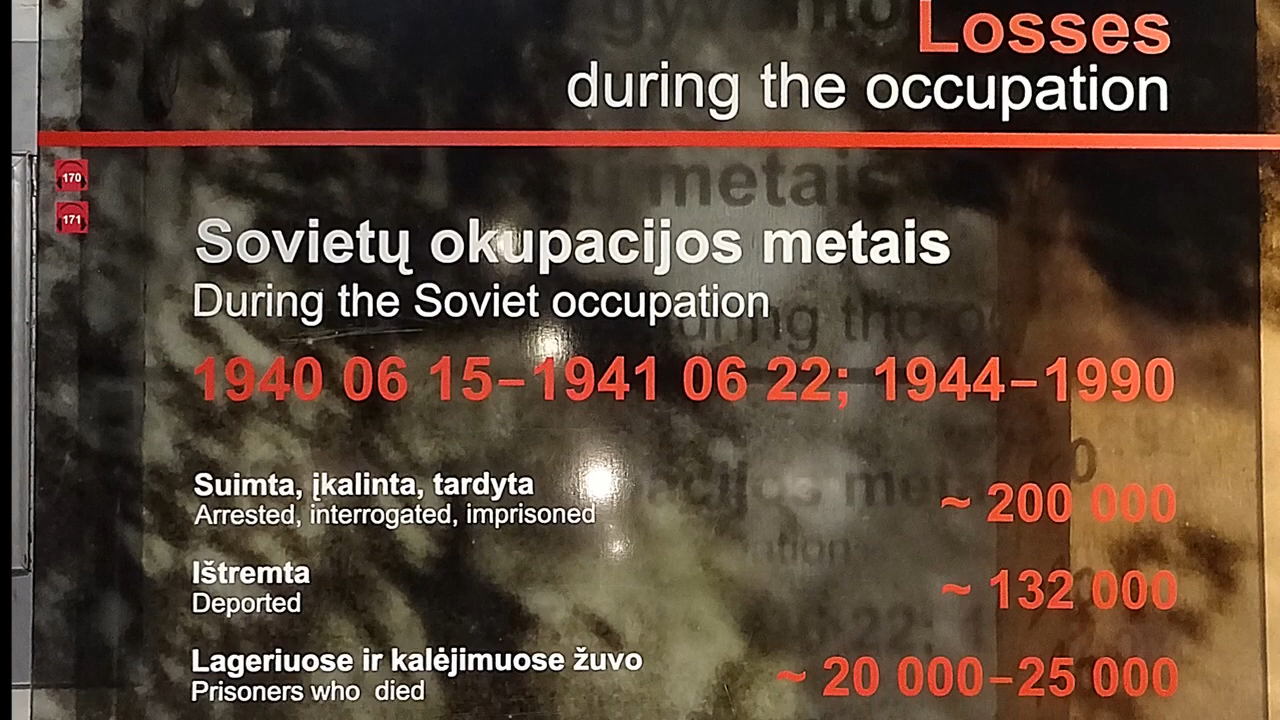 Losses
during the occupation
170
171
Sovietų okupacijos metais
During the Soviet occupation
1940 06 15–1941 06 22; 1944–1990
Suimta, įkalinta, tardyta
Arrested, interrogated, imprisoned
~ 200 000
Ištremta
Deported
~ 132 000
Lageriuose ir kalėjimuose žuvo
Prisoners who died
~ 20 000–25 000